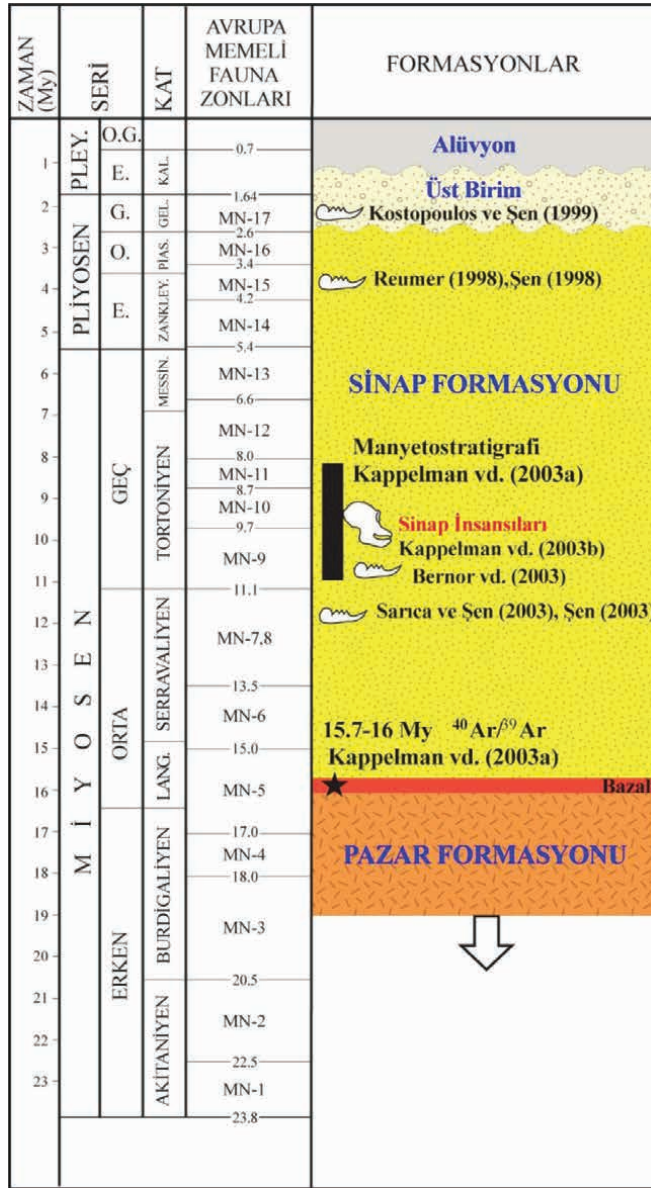 ZAMAN
(My)
SERİ
KAT
AVRUPA
MEMELİ
FAUNA
ZONLARI
FORMASYONLAR
1
2
3
4
5
6
7
8
9
10
11
12
13
14
15
16
17
18
19
20
21
22
23
PLEY.
PLİYOSEN
MİYOSEN
O.G.
E.
G.
O.
E.
GEÇ
ORTA
ERKEN
KAL.
GEL.
PİAS.
ZANKLEY.
MESSİN.
TORTONİYEN
SERRAVALİYEN
LANG.
BURDİGALİYEN
AKİTANİYEN
0.7
1.64
MN-17
2.6
MN-16
3.4
MN-15
4.2
MN-14
5.4
MN-13
6.6
MN-12
8.0
MN-11
8.7
MN-10
9.7
MN-9
11.1
MN-7,8
13.5
MN-6
15.0
MN-5
17.0
MN-4
18.0
MN-3
20.5
MN-2
22.5
MN-1
23.8
Alüvyon
Üst Birim
Kostopoulos ve Şen (1999)
Reumer (1998),Şen (1998)
SİNAP FORMASYONU
Manyetostratigrafi
Kappelman vd. (2003a)
Sinap İnsansıları
Kappelman vd. (2003b)
Bernor vd. (2003)
Sarıca ve Şen (2003), Şen (2003)
15.7-16 My ⁴⁰Ar/³⁹Ar
Kappelman vd. (2003a)
Bazal
PAZAR FORMASYONU